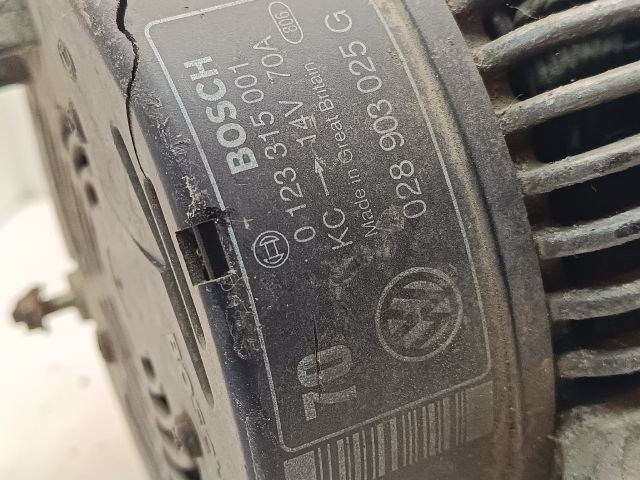 BOSCH
0 123 315 001
KC → 14V 70A
Made in Great Britain
028 903 025 G
70